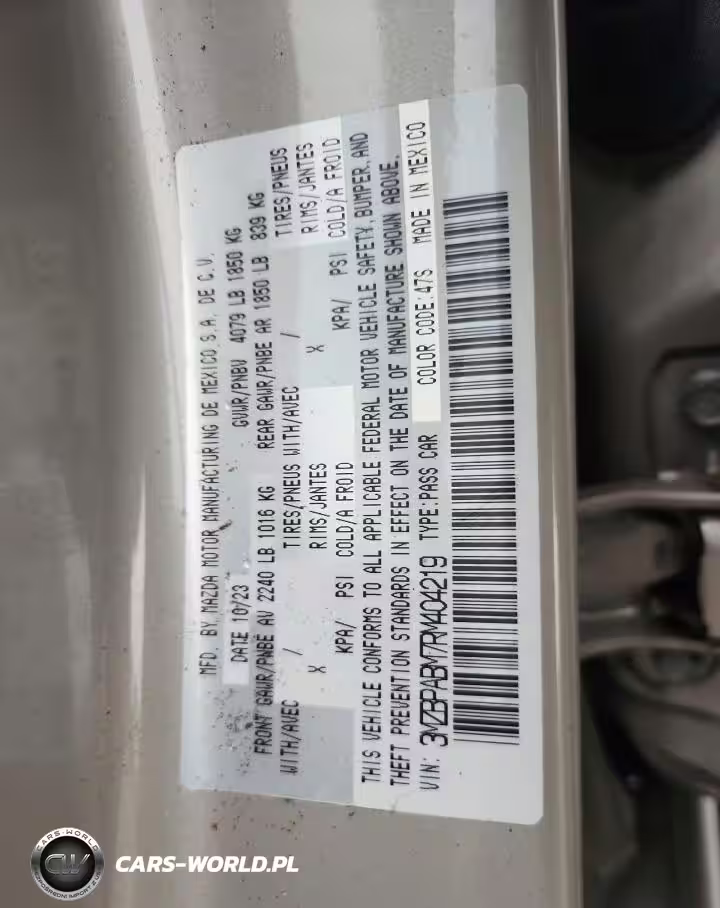 MFD. BY MAZDA MOTOR MANUFACTURING DE MEXICO S.A. DE C.V.
DATE 10/23 GVWR/PNBV 4079 LB 1850 KG
FRONT GAWR/PNBE AV 2240 LB 1016 KG REAR GAWR/PNBE AR 1850 LB 839 KG
WITH/AVEC / TIRES/PNEUS WITH/AVEC / TIRES/PNEUS
X RIMS/JANTES X RIMS/JANTES
KPA/ PSI COLD/A FROID KPA/ PSI COLD/A FROID
THIS VEHICLE CONFORMS TO ALL APPLICABLE FEDERAL MOTOR VEHICLE SAFETY, BUMPER, AND
THEFT PREVENTION STANDARDS IN EFFECT ON THE DATE OF MANUFACTURE SHOWN ABOVE.
VIN: 3MZBPABM7RM404219 TYPE: PASS CAR COLOR CODE: 47S MADE IN MEXICO
CARS-WORLD
CW
CARS-WORLD.PL